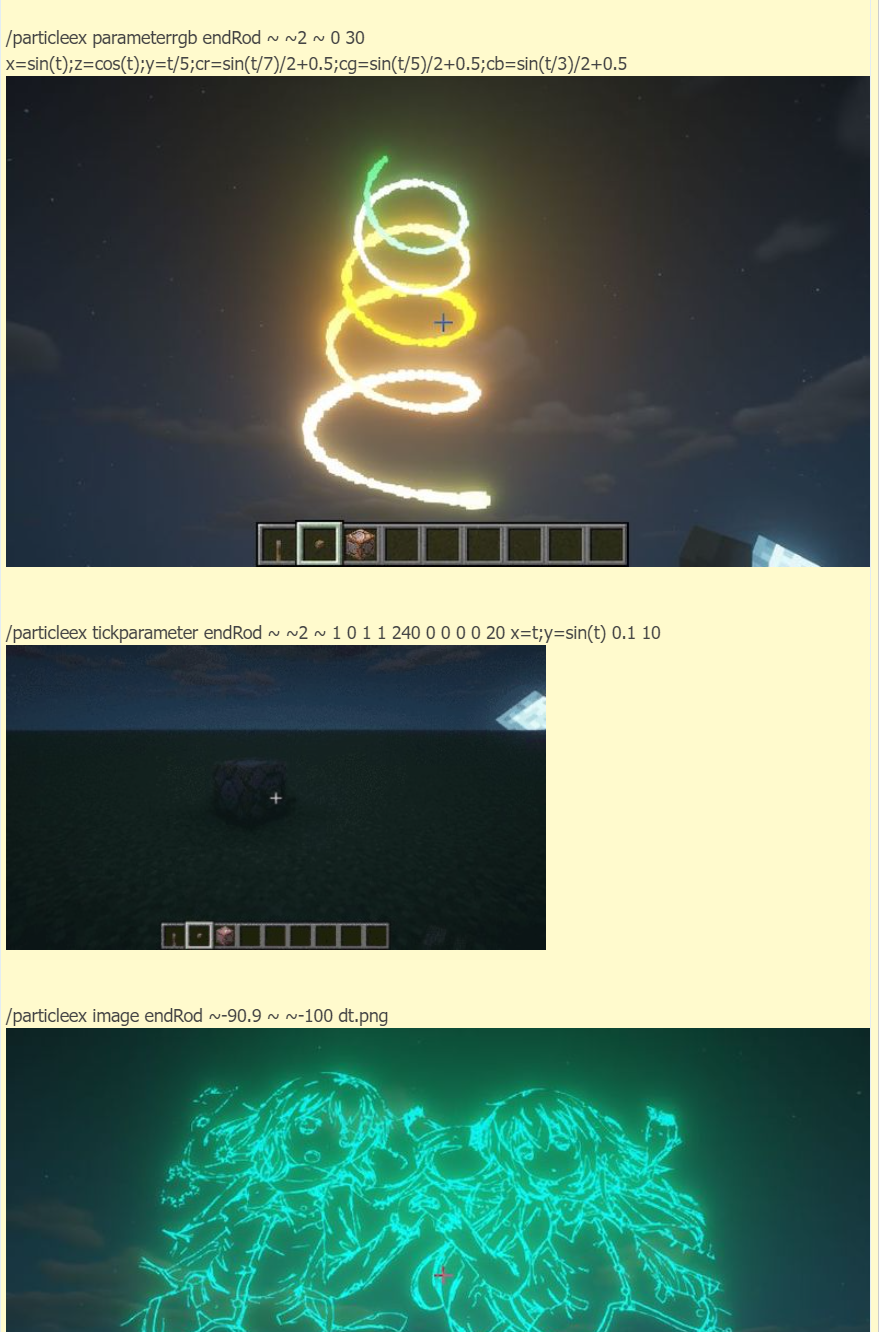 /particleex parameterrgb endRod ~ ~2 ~ 0 30
x=sin(t);z=cos(t);y=t/5;cr=sin(t/7)/2+0.5;cg=sin(t/5)/2+0.5;cb=sin(t/3)/2+0.5
/particleex tickparameter endRod ~ ~2 ~ 1 0 1 1 240 0 0 0 0 20 x=t;y=sin(t) 0.1 10
/particleex image endRod ~-90.9 ~ ~-100 dt.png